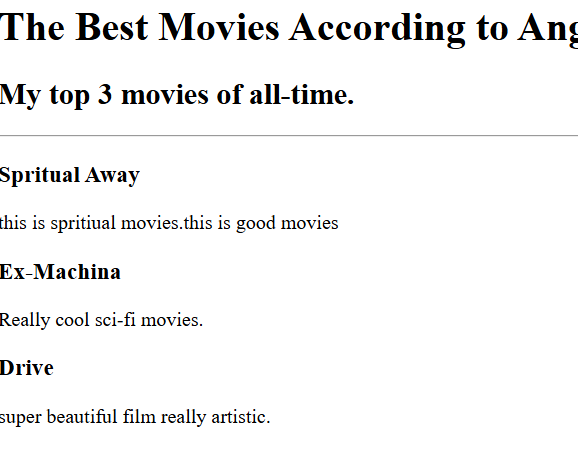 The Best Movies According to Ang
My top 3 movies of all-time.
Spritual Away
this is spritiual movies.this is good movies
Ex-Machina
Really cool sci-fi movies.
Drive
super beautiful film really artistic.